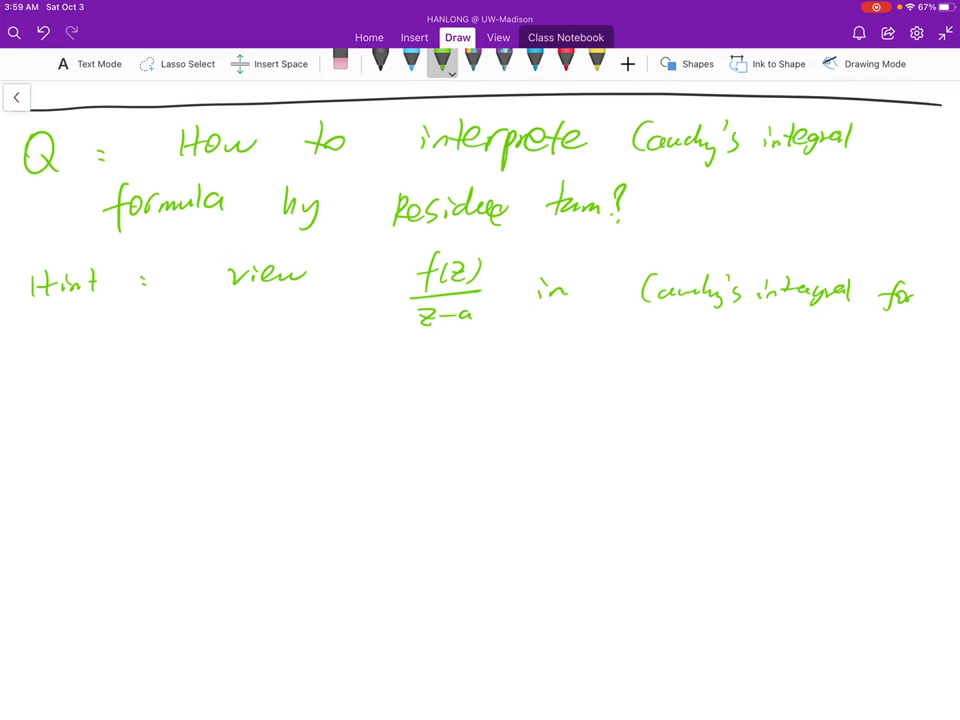 3:59 AM Sat Oct 3
67%
HANLONG @ UW-Madison
Home Insert Draw View Class Notebook
Text Mode Lasso Select Insert Space Shapes Ink to Shape Drawing Mode
Q : How to interprete Cauchy's integral
formula by Residue
Hint : view f(z)/(z-a) in Cauchy's integral for